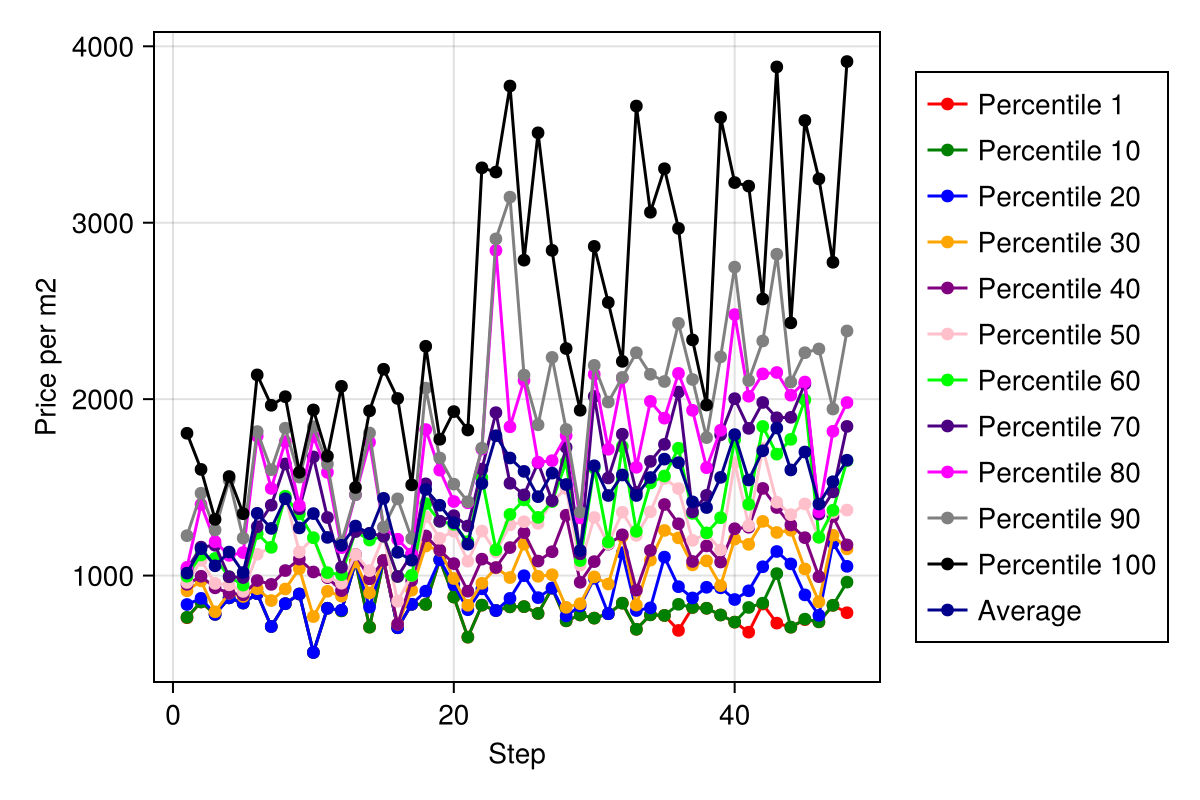 4000
3000
2000
1000
Price per m2
0
20
40
Step
Percentile 1
Percentile 10
Percentile 20
Percentile 30
Percentile 40
Percentile 50
Percentile 60
Percentile 70
Percentile 80
Percentile 90
Percentile 100
Average